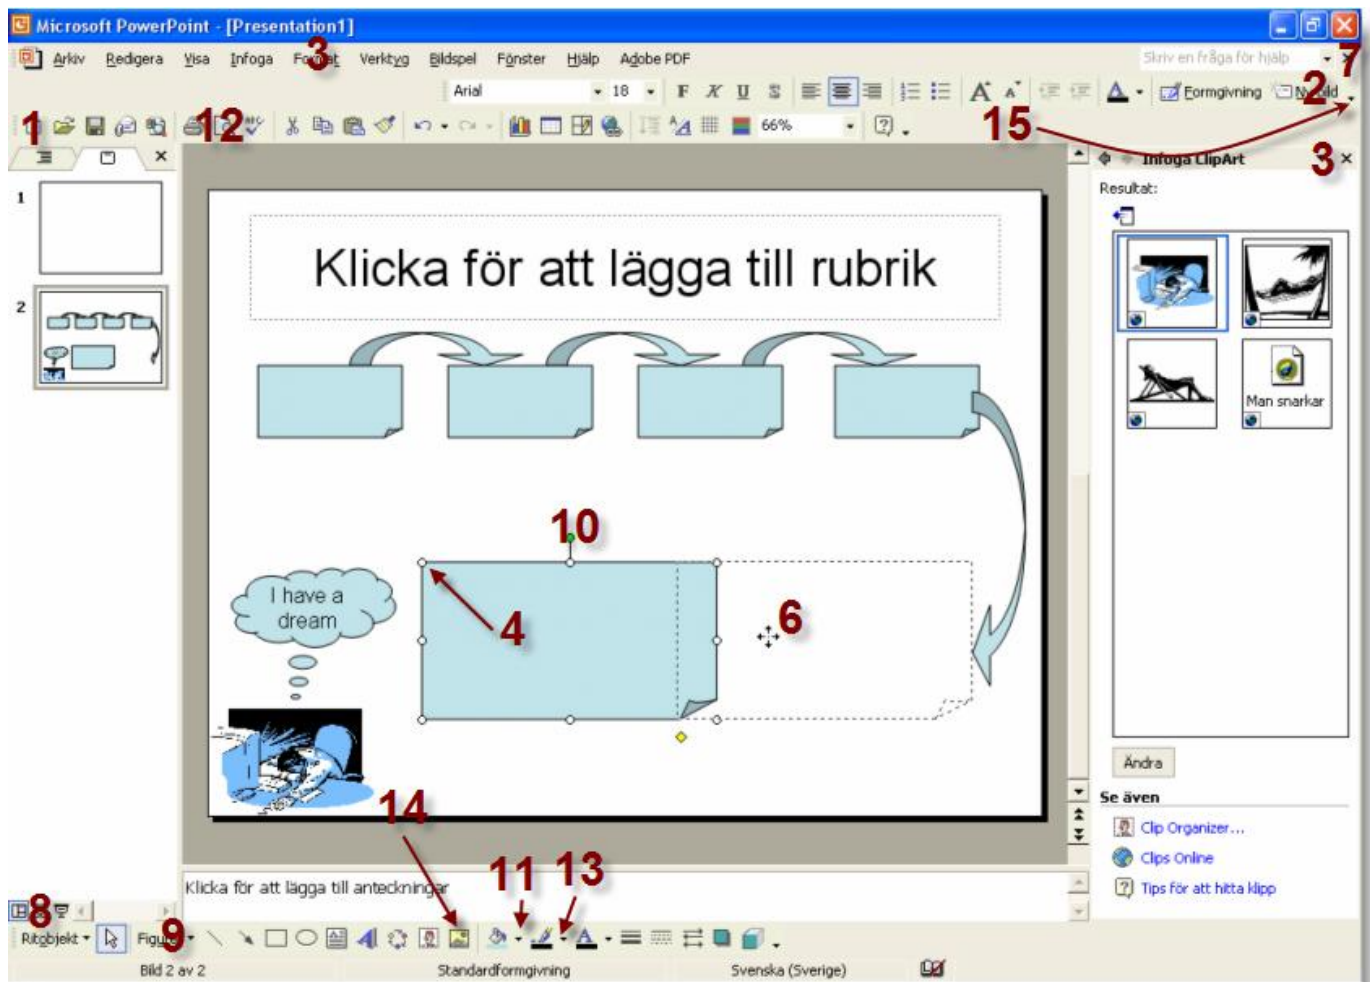 Microsoft PowerPoint - [Presentation1]
Arkiv Redigera Visa Infoga Format Verktyg Bildspel Fönster Hjälp Adobe PDF Skriv en fråga för hjälp
3
7
Arial 18 F K U S A A A Formgivning Ny bild
2
1
12
66%
15
Infoga ClipArt
3
Resultat:
1
2
Klicka för att lägga till rubrik
Man snarkar
10
I have a
dream
4
6
Ändra
Se även
Clip Organizer...
Clips Online
Tips för att hitta klipp
14
11
13
Klicka för att lägga till anteckningar
8
9
Ritobjekt Figurer
Bild 2 av 2 Standardformgivning Svenska (Sverige)